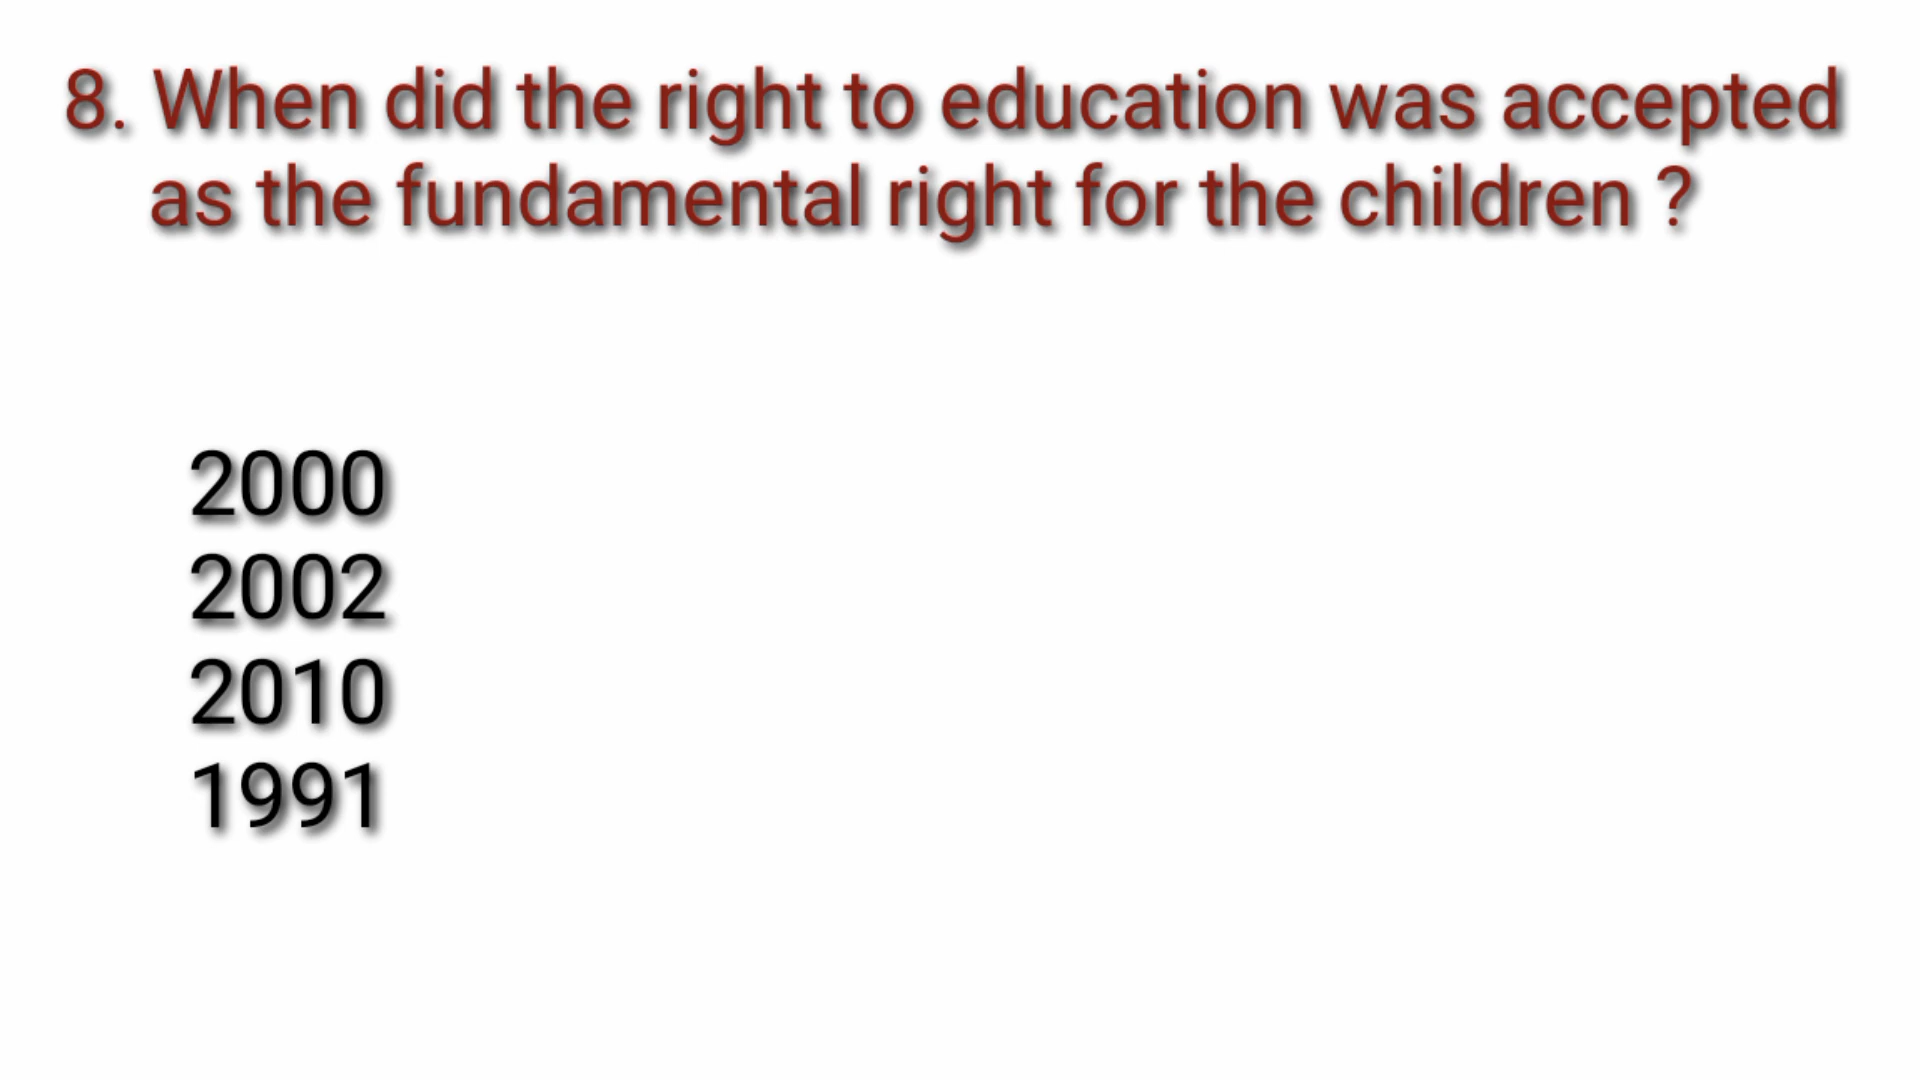 8. When did the right to education was accepted
as the fundamental right for the children ?
2000
2002
2010
1991